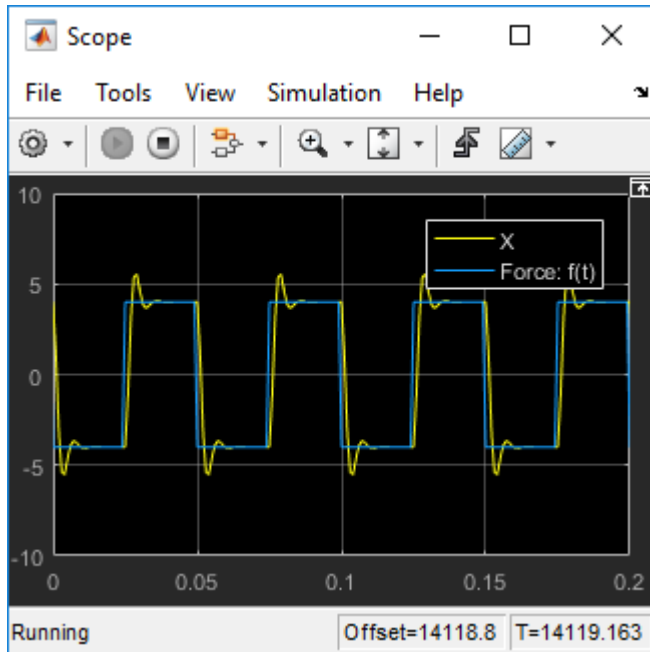 Scope
File Tools View Simulation Help
10
X
Force: f(t)
5
0
-5
-10
0 0.05 0.1 0.15 0.2
Running Offset=14118.8 T=14119.163